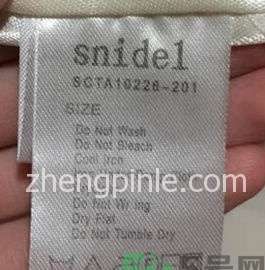 snidel
SCTA10226-201
SIZE
Do Not Wash
Do Not Bleach
Cool Iron
zhengpinle.com
Do Not Wring
Dry Flat
Do Not Tumble Dry